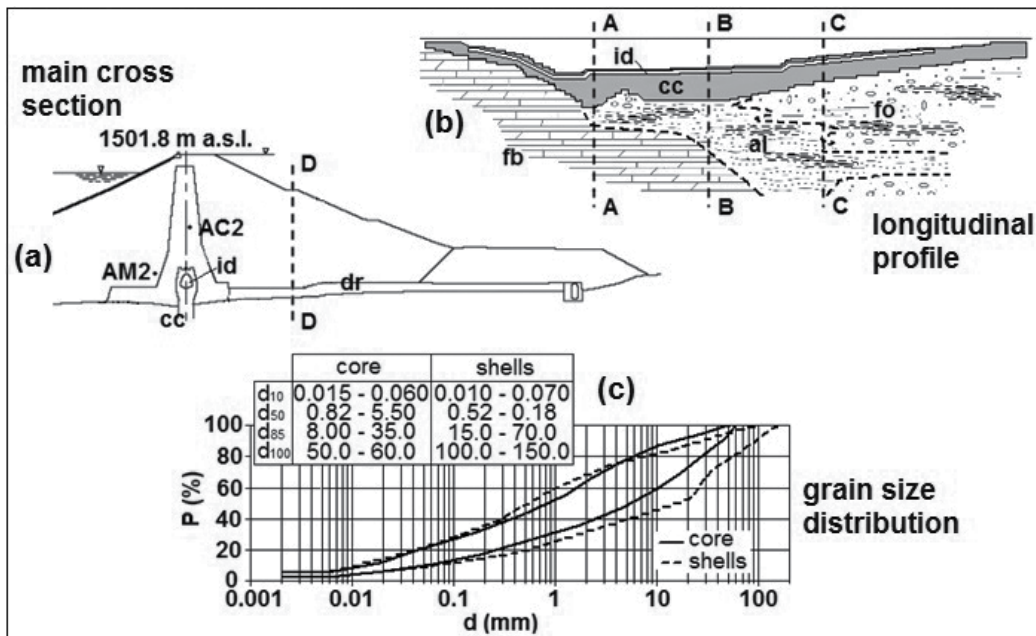 main cross
section
1501.8 m a.s.l.
D
(a)
AC2
AM2
id
dr
cc
D
A
B
C
id
cc
(b)
fo
al
fb
A
B
C
longitudinal
profile
core shells
d10 0.015 - 0.060 0.010 - 0.070
d50 0.82 - 5.50 0.52 - 0.18
d85 8.00 - 35.0 15.0 - 70.0
d100 50.0 - 60.0 100.0 - 150.0
(c)
100
80
60
40
20
0
P (%)
0.001 0.01 0.1 1 10 100
d (mm)
core
shells
grain size
distribution